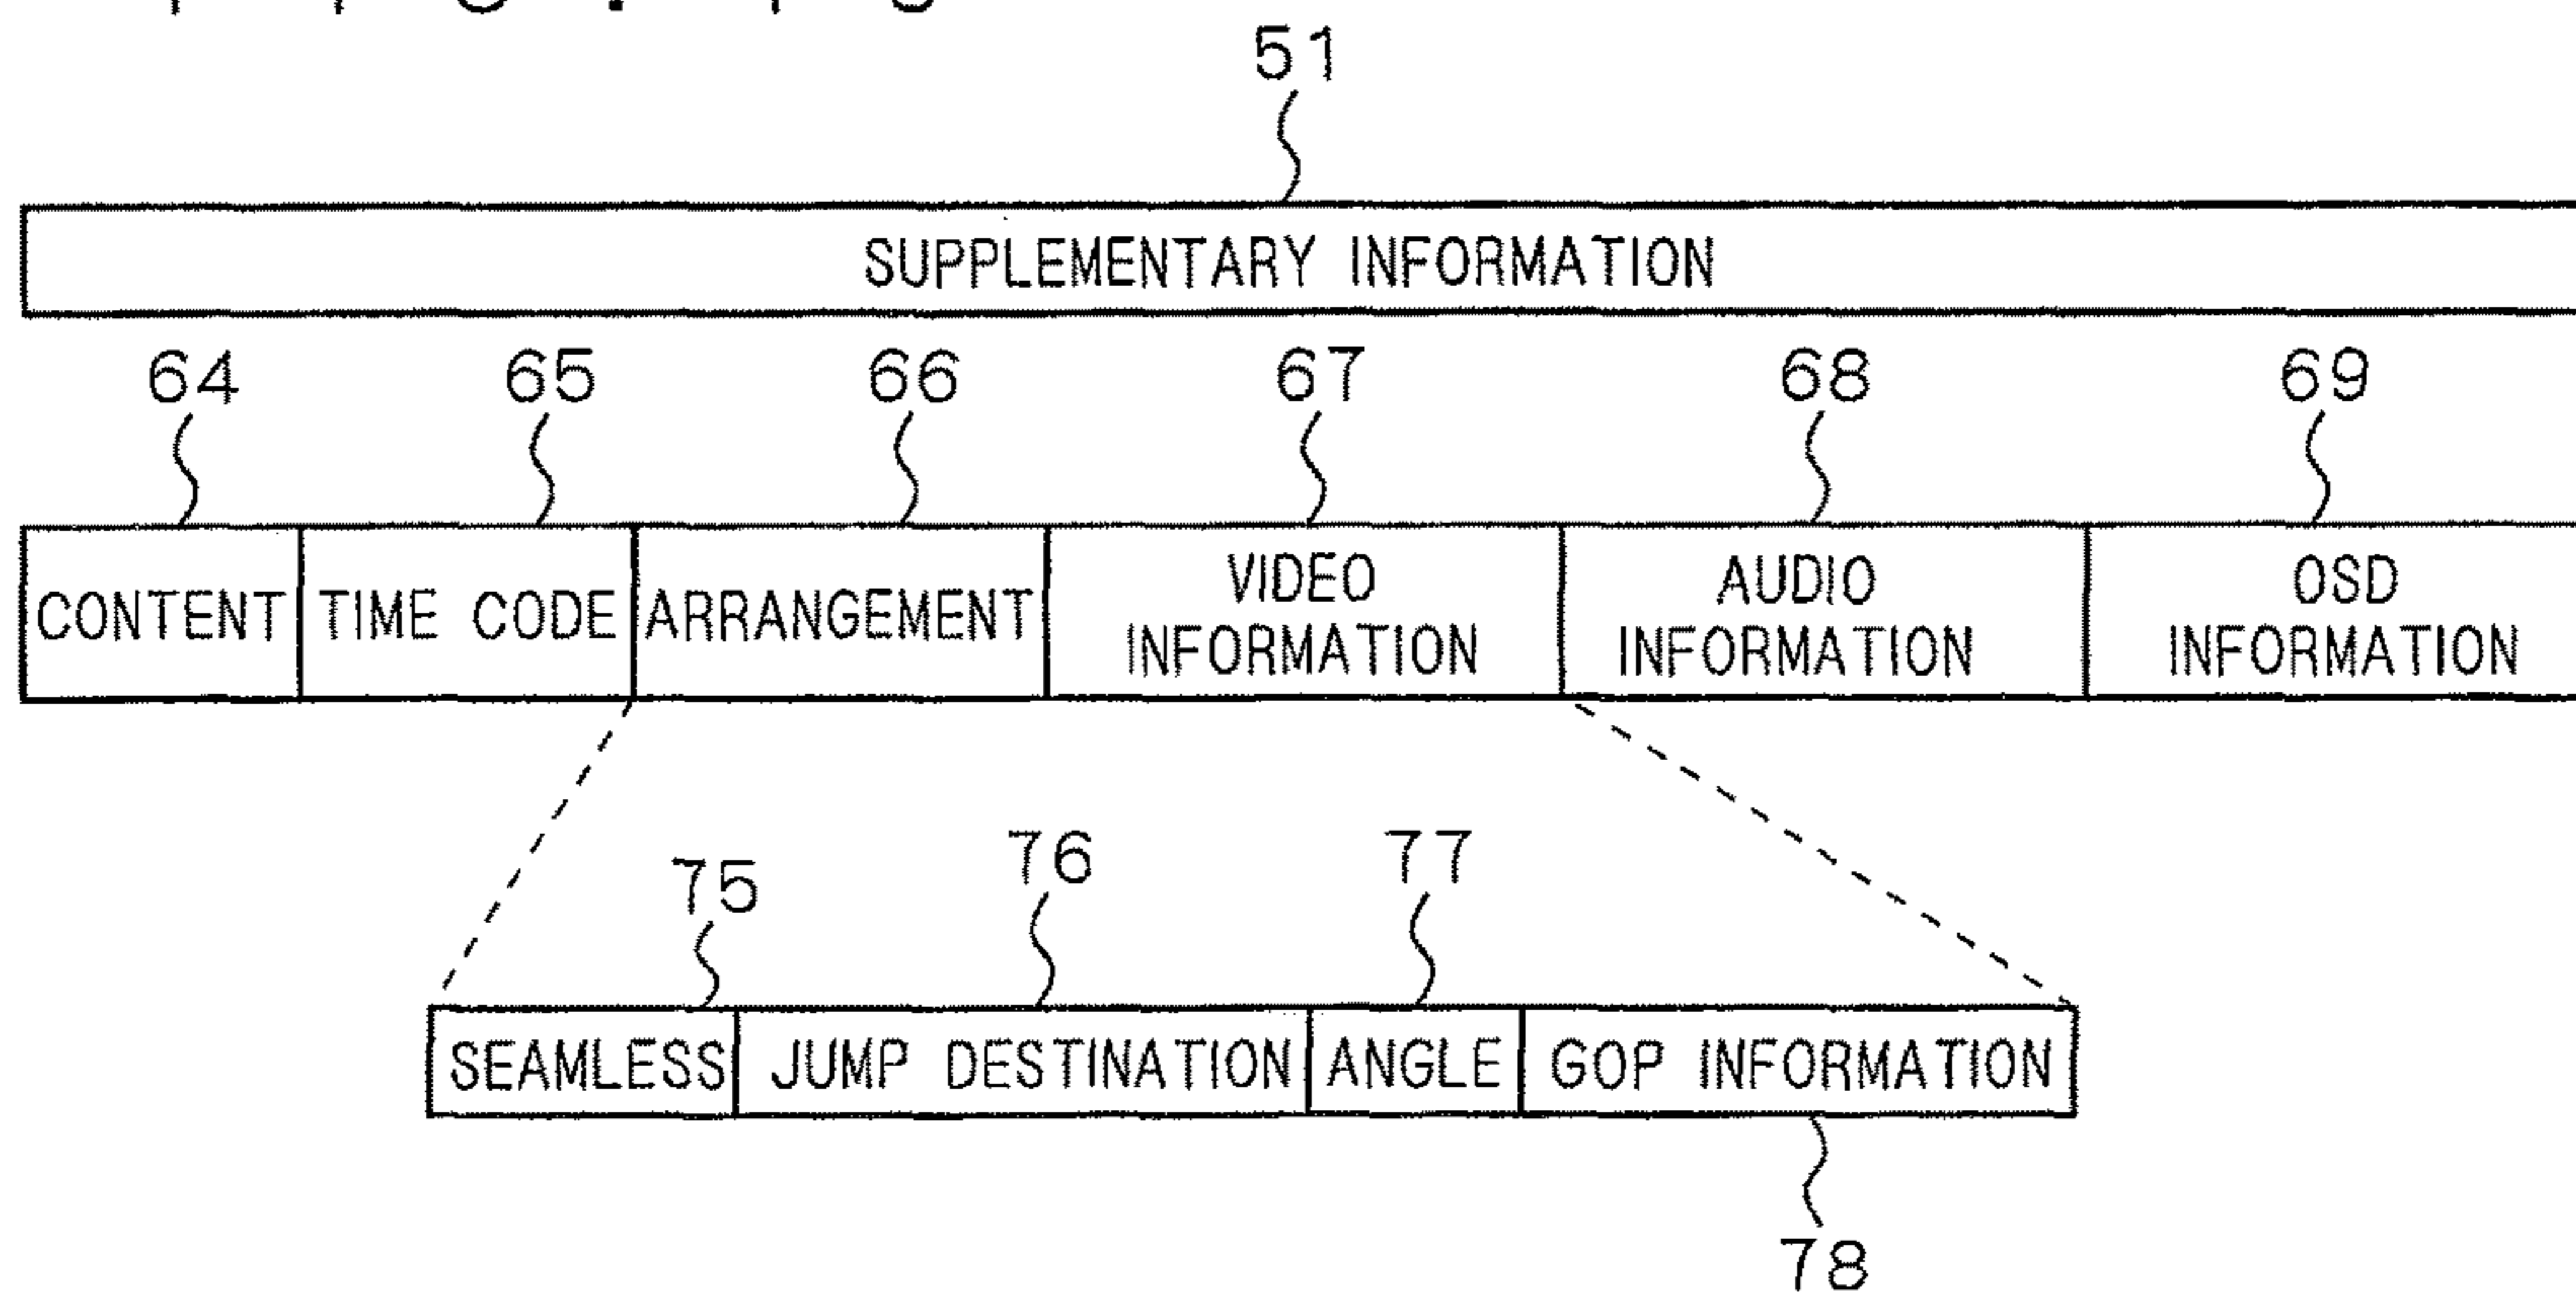 51
SUPPLEMENTARY INFORMATION
64 65 66 67 68 69
CONTENT TIME CODE ARRANGEMENT VIDEO INFORMATION AUDIO INFORMATION OSD INFORMATION
75 76 77
SEAMLESS JUMP DESTINATION ANGLE GOP INFORMATION
78